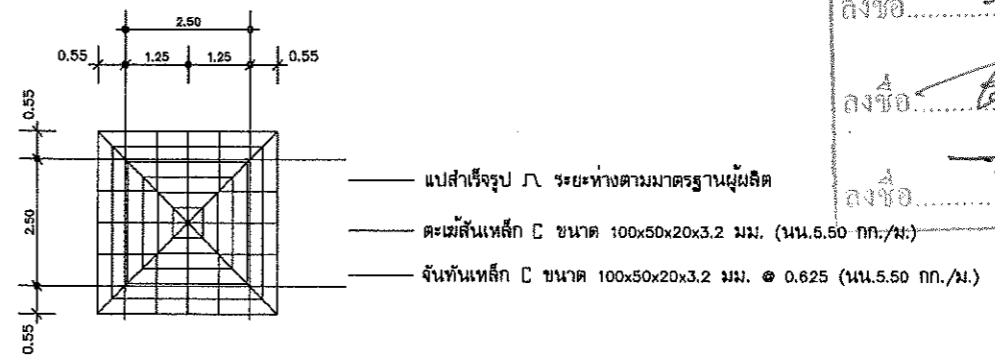 2.50
0.55 1.25 1.25 0.55
0.55
2.50
0.55
แปสำเร็จรูป ระยะห่างตามมาตรฐานผู้ผลิต
ตะเฆ้สันเหล็ก C ขนาด 100x50x20x3.2 มม. (นน.5.50 กก./ม.)
จันทันเหล็ก C ขนาด 100x50x20x3.2 มม. @ 0.625 (นน.5.50 กก./ม.)
ลงชื่อ
ลงชื่อ
ลงชื่อ